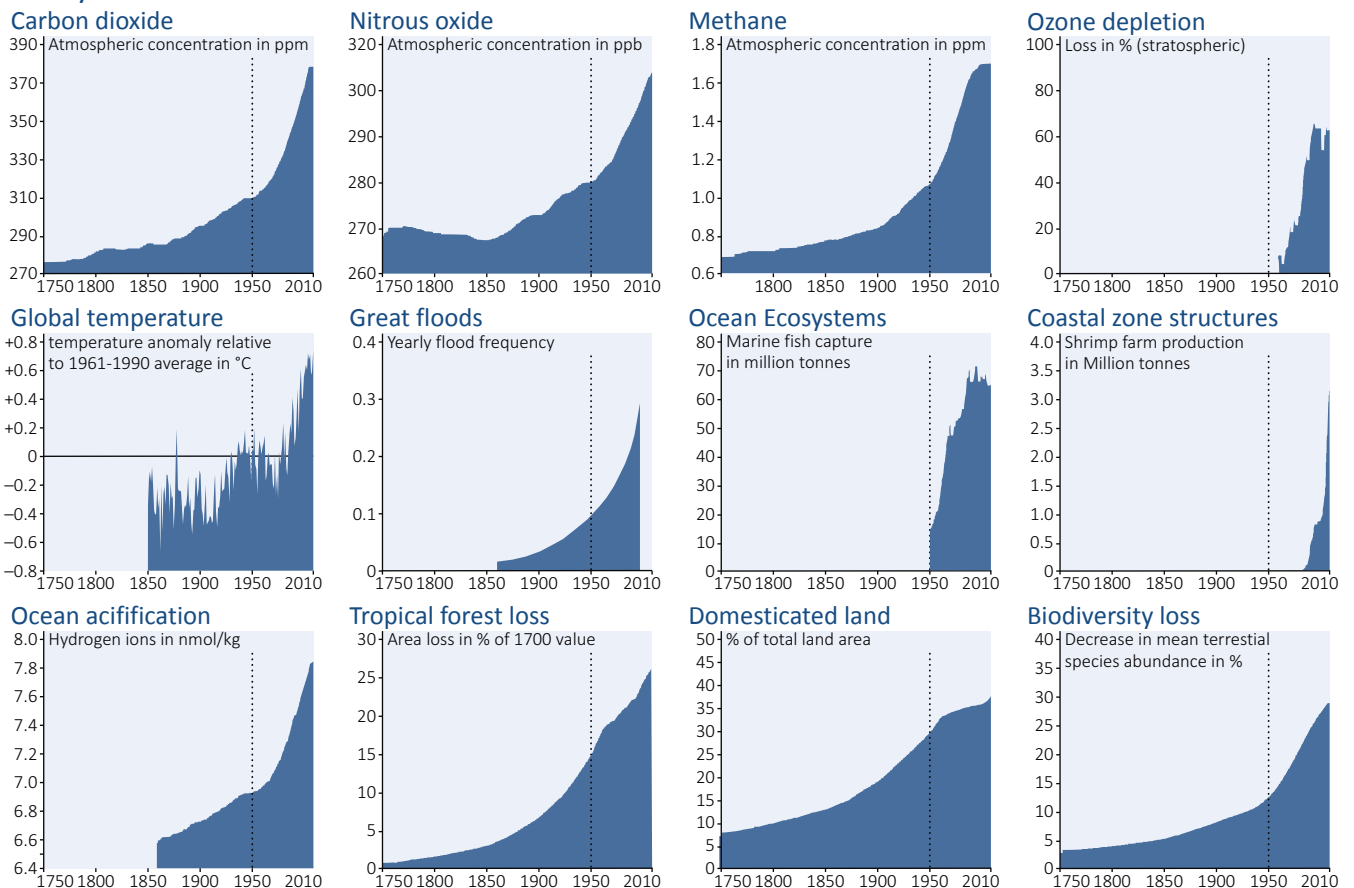 Carbon dioxide
Atmospheric concentration in ppm
390
370
350
330
310
290
270
1750 1800 1850 1900 1950 2010
Nitrous oxide
Atmospheric concentration in ppb
320
310
300
290
280
270
260
1750 1800 1850 1900 1950 2010
Methane
Atmospheric concentration in ppm
1.8
1.6
1.4
1.2
1.0
0.8
0.6
1750 1800 1850 1900 1950 2010
Ozone depletion
Loss in % (stratospheric)
100
80
60
40
20
0
1750 1800 1850 1900 1950 2010
Global temperature
temperature anomaly relative
to 1961-1990 average in °C
+0.8
+0.6
+0.4
+0.2
0
–0.2
–0.4
–0.6
–0.8
1750 1800 1850 1900 1950 2010
Great floods
Yearly flood frequency
0.4
0.3
0.2
0.1
0
1750 1800 1850 1900 1950 2010
Ocean Ecosystems
Marine fish capture
in million tonnes
80
70
60
50
40
30
20
10
0
1750 1800 1850 1900 1950 2010
Coastal zone structures
Shrimp farm production
in Million tonnes
4.0
3.5
3.0
2.5
2.0
1.5
1.0
0.5
0
1750 1800 1850 1900 1950 2010
Ocean acifification
Hydrogen ions in nmol/kg
8.0
7.8
7.6
7.4
7.2
7.0
6.8
6.6
6.4
1750 1800 1850 1900 1950 2010
Tropical forest loss
Area loss in % of 1700 value
30
25
20
15
10
5
0
1750 1800 1850 1900 1950 2010
Domesticated land
% of total land area
50
45
40
35
30
25
20
15
10
5
0
1750 1800 1850 1900 1950 2010
Biodiversity loss
Decrease in mean terrestial
species abundance in %
40
35
30
25
20
15
10
5
0
1750 1800 1850 1900 1950 2010